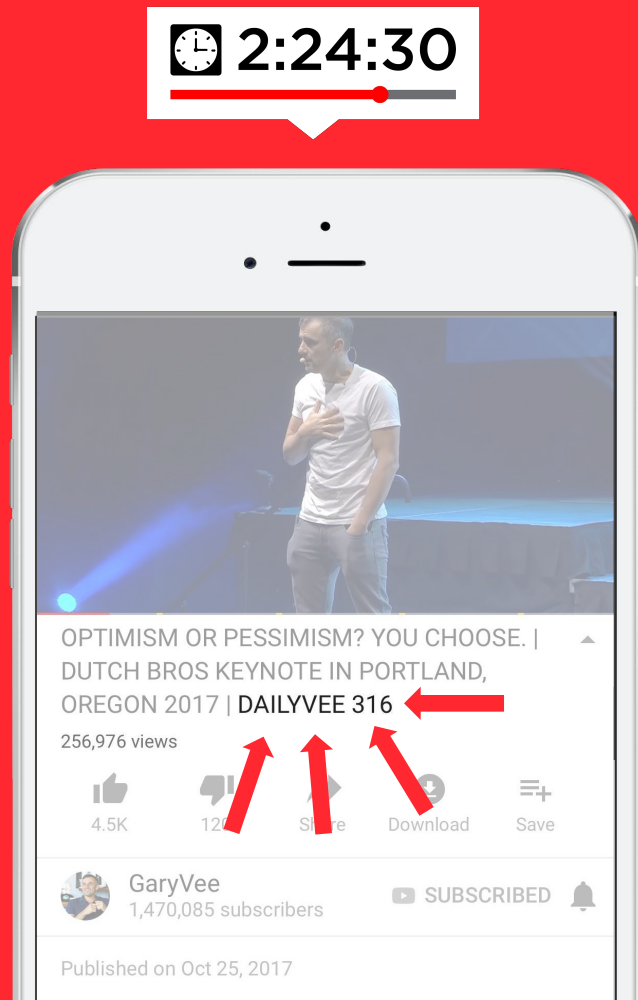 2:24:30
OPTIMISM OR PESSIMISM? YOU CHOOSE. |
DUTCH BROS KEYNOTE IN PORTLAND,
OREGON 2017 | DAILYVEE 316
256,976 views
4.5K
Share
Download
Save
GaryVee
1,470,085 subscribers
SUBSCRIBED
Published on Oct 25, 2017